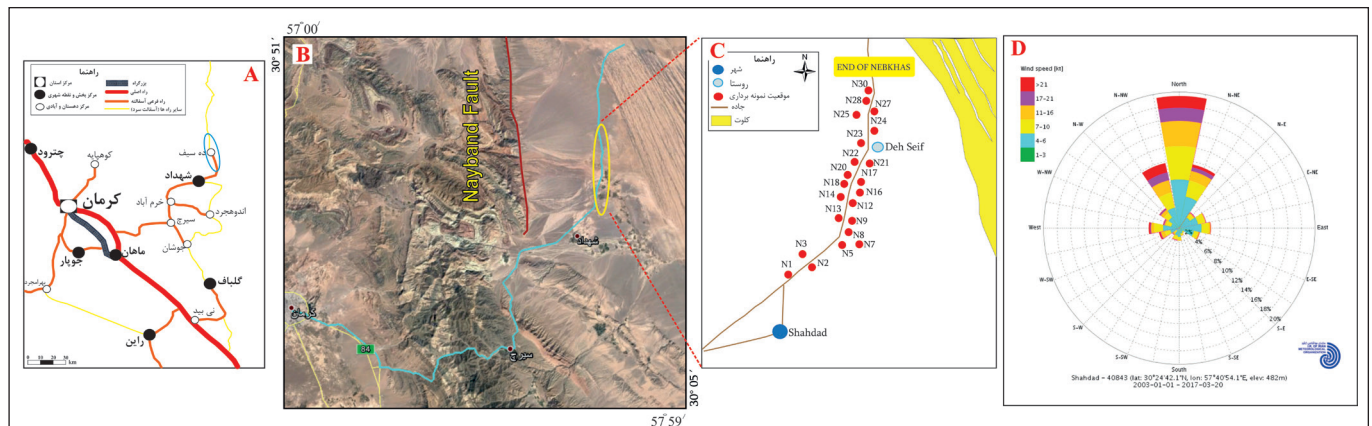 A
راهنما
مرکز استان
مرکز بخش و نقطه شهری
مرکز دهستان و آبادی
بزرگراه
راه اصلی
راه فرعی آسفالته
سایر راه ها (آسفالت سرد)
چترود
کوهپایه
ده سیف
شهداد
کرمان
خرم آباد
اندوهجرد
سیرچ
جوشان
ماهان
جوپار
گلباف
بهرامجرد
نی بید
راین
0 10 20 30
km
57°00′
30°51′
B
Nayband Fault
شهداد
کرمان
84
سیرچ
30°05′
57°59′
C
راهنما
شهر
روستا
موقعیت نمونه برداری
جاده
کلوت
N
END OF NEBKHAS
N30
N28
N27
N25
N24
N23
Deh Seif
N22
N21
N20
N17
N18
N16
N14
N12
N13
N9
N8
N5
N7
N3
N1
N2
Shahdad
D
Wind speed [kt]
>21
17-21
11-16
7-10
4-6
1-3
North
N-NW
N-NE
N-W
N-E
W-NW
E-NE
West
East
W-SW
E-SE
S-W
S-E
S-SW
S-SE
South
2%
4%
6%
8%
10%
12%
14%
16%
18%
20%
Shahdad - 40843 (lat: 30°24'42.1"N, lon: 57°40'54.1"E, elev: 482m)
2003-01-01 - 2017-03-20